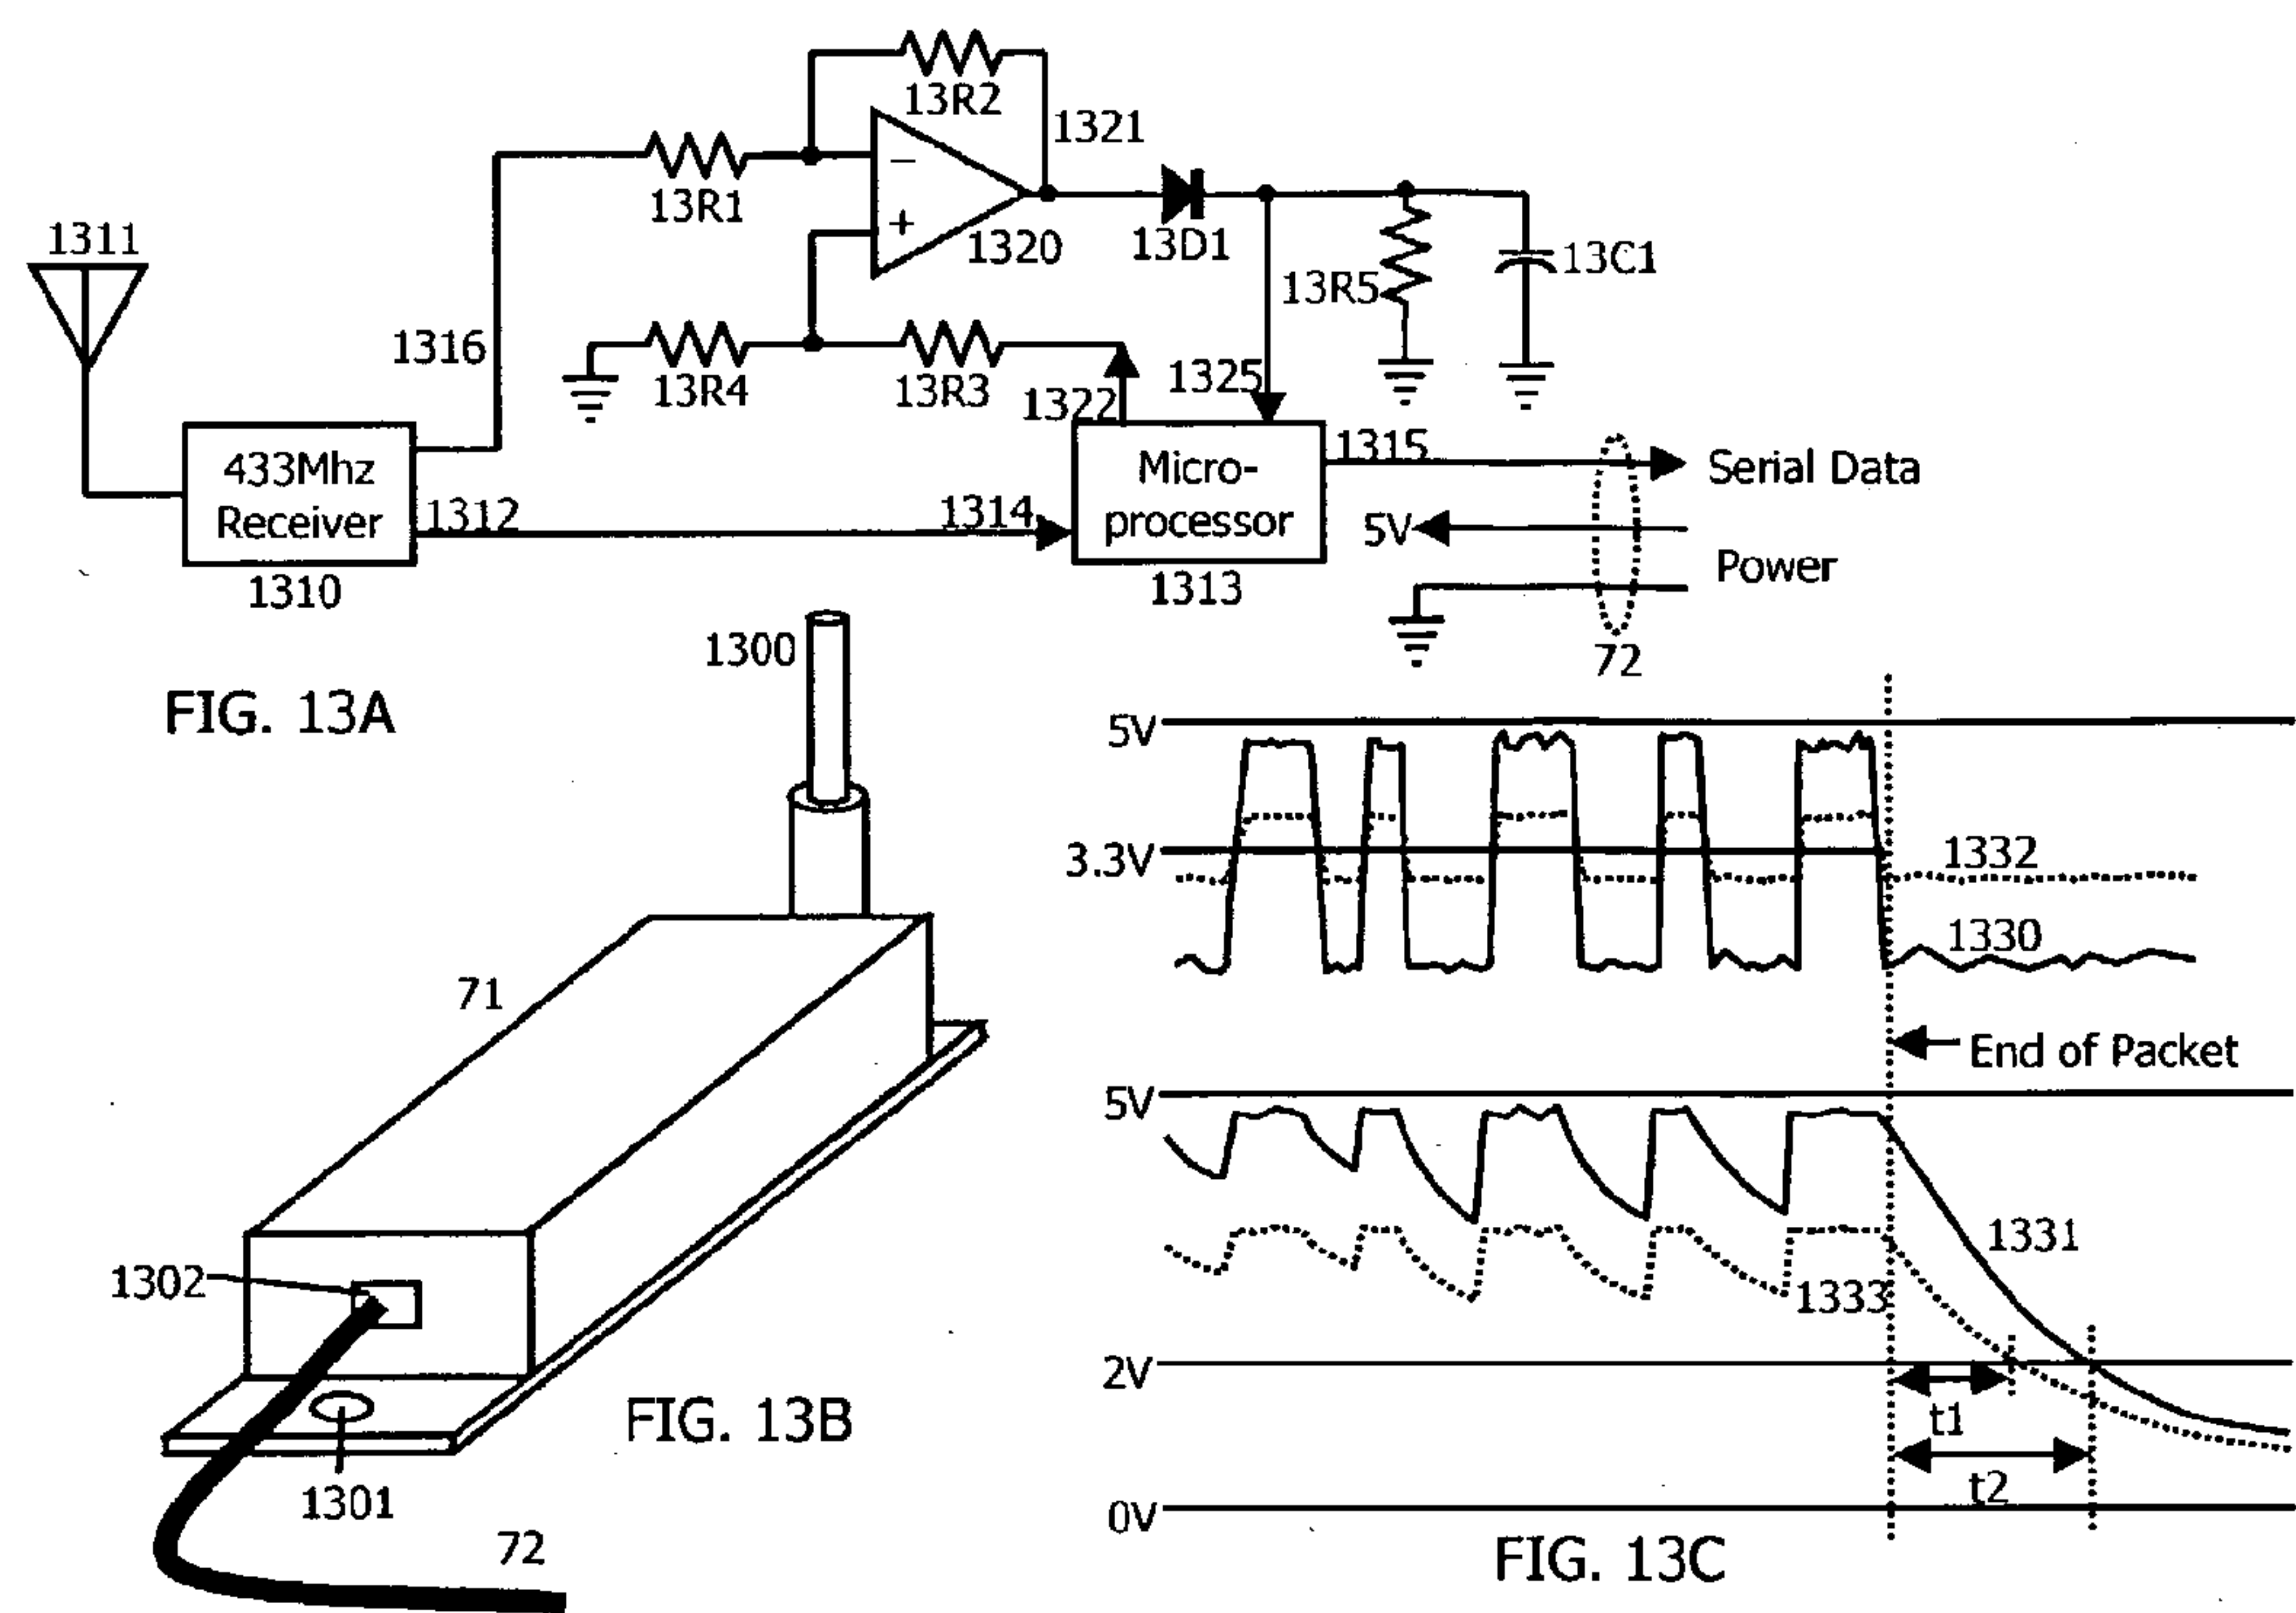 13R2
1321
13R1
−
+
1320
13D1
13R5
13C1
1311
1316
13R4
13R3
1322
1325
433Mhz
Receiver
1310
1312
1314
Micro-
processor
1313
1315
Serial Data
5V
Power
72
FIG. 13A
1300
71
1302
1301
72
FIG. 13B
5V
3.3V
1332
1330
End of Packet
5V
1331
1333
2V
t1
t2
0V
FIG. 13C